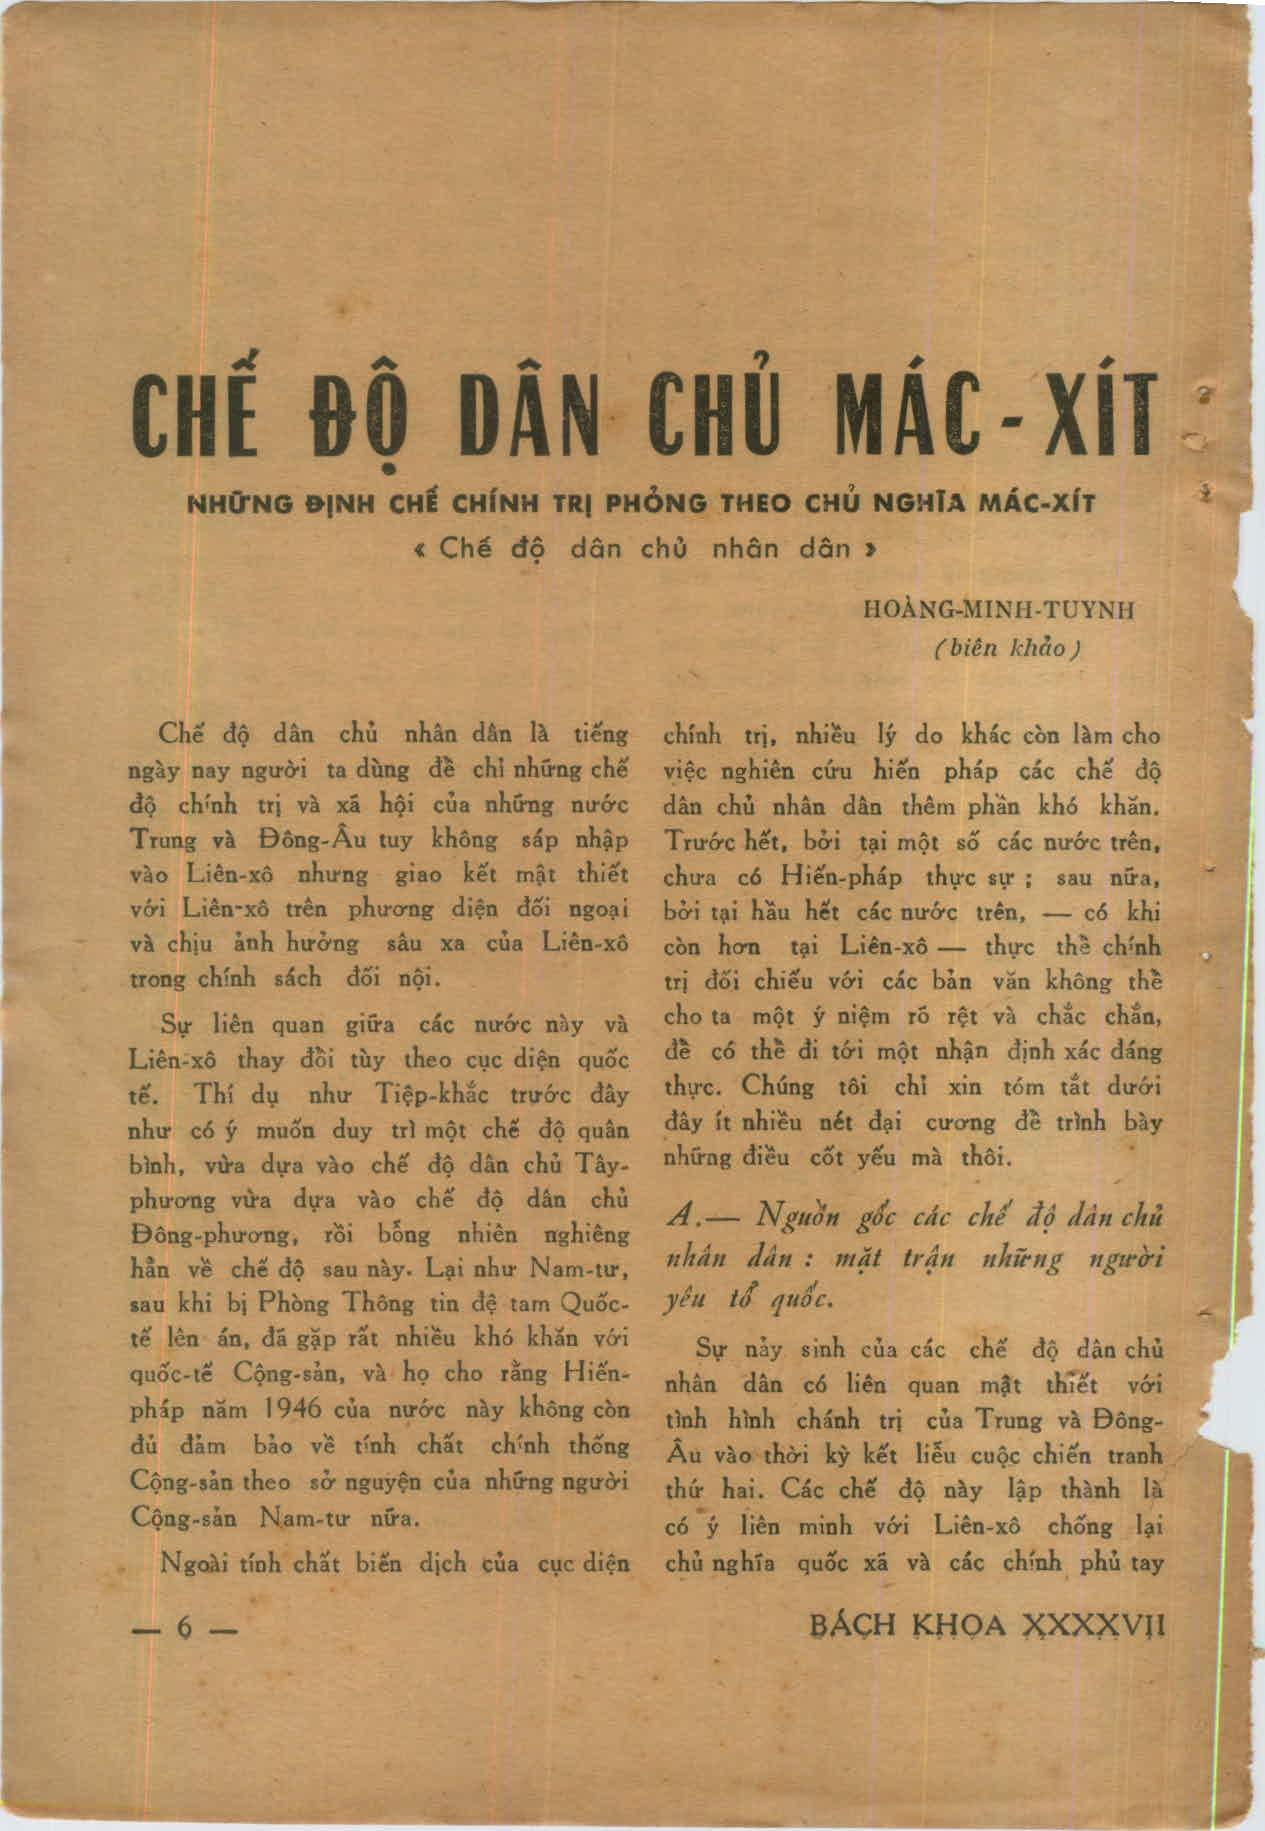 CHẾ ĐỘ DÂN CHỦ MÁC - XÍT
NHỮNG ĐỊNH CHẾ CHÍNH TRỊ PHỎNG THEO CHỦ NGHĨA MÁC-XÍT
« Chế độ dân chủ nhân dân »
HOÀNG-MINH-TUYNH
(biên khảo)
Chế độ dân chủ nhân dân là tiếng
ngày nay người ta dùng để chỉ những chế
độ chính trị và xã hội của những nước
Trung và Đông-Âu tuy không sáp nhập
vào Liên-xô nhưng giao kết mật thiết
với Liên-xô trên phương diện đối ngoại
và chịu ảnh hưởng sâu xa của Liên-xô
trong chính sách đối nội.
Sự liên quan giữa các nước này và
Liên-xô thay đổi tùy theo cục diện quốc
tế. Thí dụ như Tiệp-khắc trước đây
như có ý muốn duy trì một chế độ quân
bình, vừa dựa vào chế độ dân chủ Tây-
phương vừa dựa vào chế độ dân chủ
Đông-phương, rồi bỗng nhiên nghiêng
hẳn về chế độ sau này. Lại như Nam-tư,
sau khi bị Phòng Thông tin đệ tam Quốc-
tế lên án, đã gặp rất nhiều khó khăn với
quốc-tế Cộng-sản, và họ cho rằng Hiến-
pháp năm 1946 của nước này không còn
đủ đảm bảo về tính chất chính thống
Cộng-sản theo sở nguyện của những người
Cộng-sản Nam-tư nữa.
Ngoài tính chất biến dịch của cục diện
chính trị, nhiều lý do khác còn làm cho
việc nghiên cứu hiến pháp các chế độ
dân chủ nhân dân thêm phần khó khăn.
Trước hết, bởi tại một số các nước trên,
chưa có Hiến-pháp thực sự ; sau nữa,
bởi tại hầu hết các nước trên, — có khi
còn hơn tại Liên-xô — thực thể chính
trị đối chiếu với các bản văn không thể
cho ta một ý niệm rõ rệt và chắc chắn,
để có thể đi tới một nhận định xác đáng
thực. Chúng tôi chỉ xin tóm tắt dưới
đây ít nhiều nét đại cương để trình bày
những điều cốt yếu mà thôi.
A.— Nguồn gốc các chế độ dân chủ
nhân dân : mặt trận những người
yêu tổ quốc.
Sự nảy sinh của các chế độ dân chủ
nhân dân có liên quan mật thiết với
tình hình chánh trị của Trung và Đông-
Âu vào thời kỳ kết liễu cuộc chiến tranh
thứ hai. Các chế độ này lập thành là
có ý liên minh với Liên-xô chống lại
chủ nghĩa quốc xã và các chính phủ tay
— 6 —
BÁCH KHOA XXXXVII